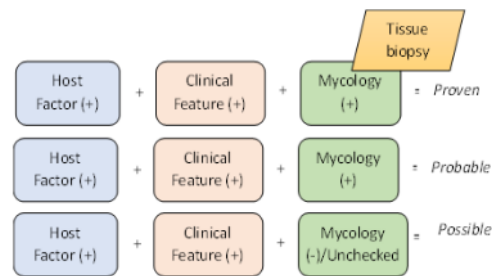 Tissue
biopsy
Host
Factor (+)
+
Clinical
Feature (+)
+
Mycology
(+)
=
Proven
Host
Factor (+)
+
Clinical
Feature (+)
+
Mycology
(+)
=
Probable
Host
Factor (+)
+
Clinical
Feature (+)
+
Mycology
(-)/Unchecked
=
Possible